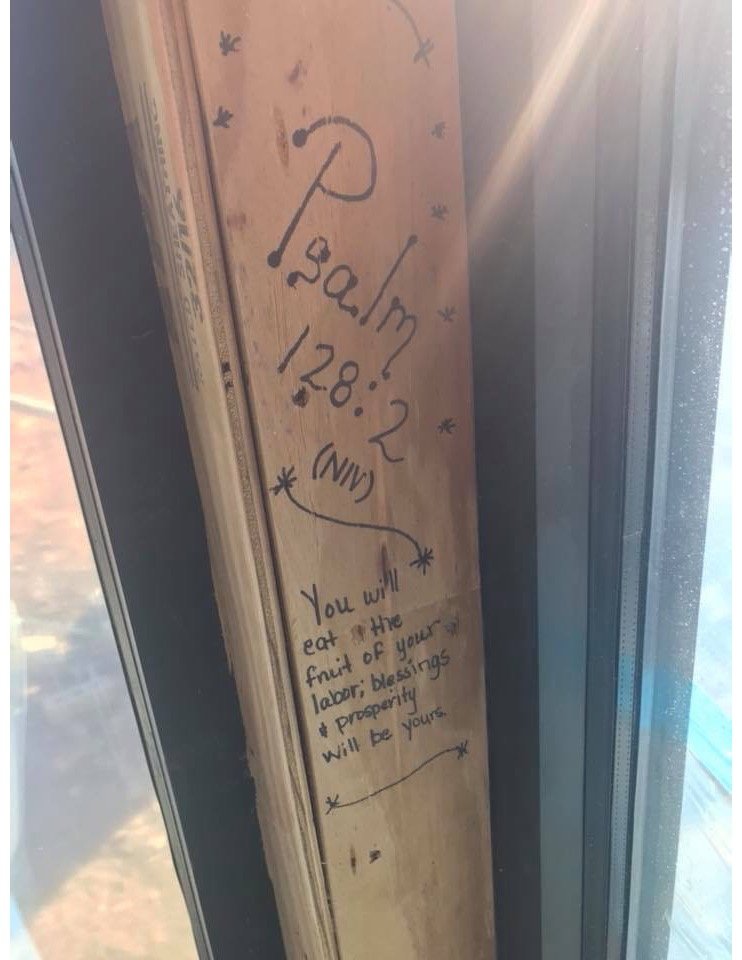 Psalm
128:2
(NIV)
You will
eat the
fruit of your
labor; blessings
& prosperity
will be yours.